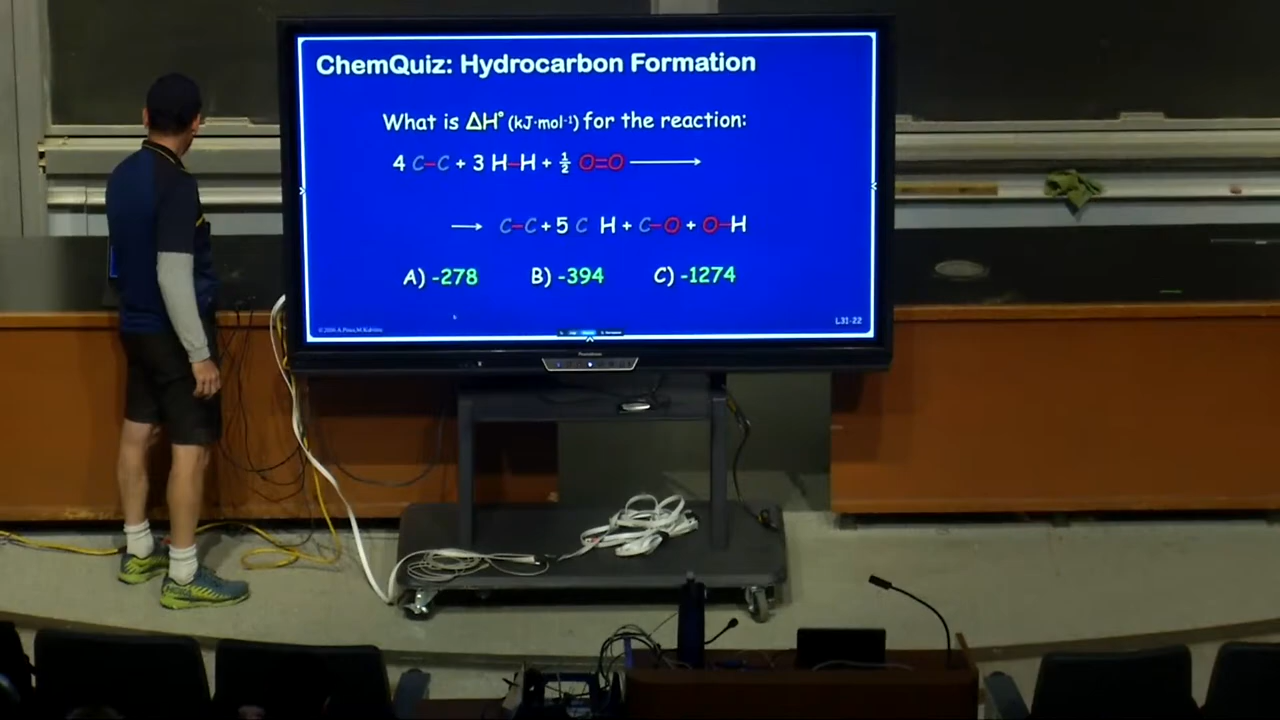 ChemQuiz: Hydrocarbon Formation
What is ΔH° (kJ·mol⁻¹) for the reaction:
4 C–C + 3 H–H + ½ O=O ⟶
⟶ C–C + 5 C H + C–O + O–H
A) -278 B) -394 C) -1274
L31-22